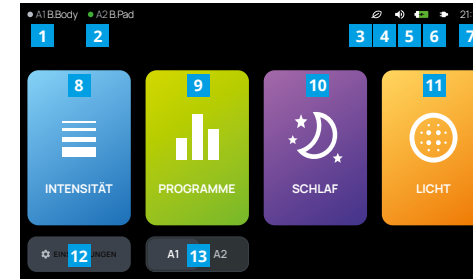 A1 B.Body A2 B.Pad 21:
1 2 3 4 5 6 7
8 9 10 11
INTENSITÄT PROGRAMME SCHLAF LICHT
12 A1 13 A2